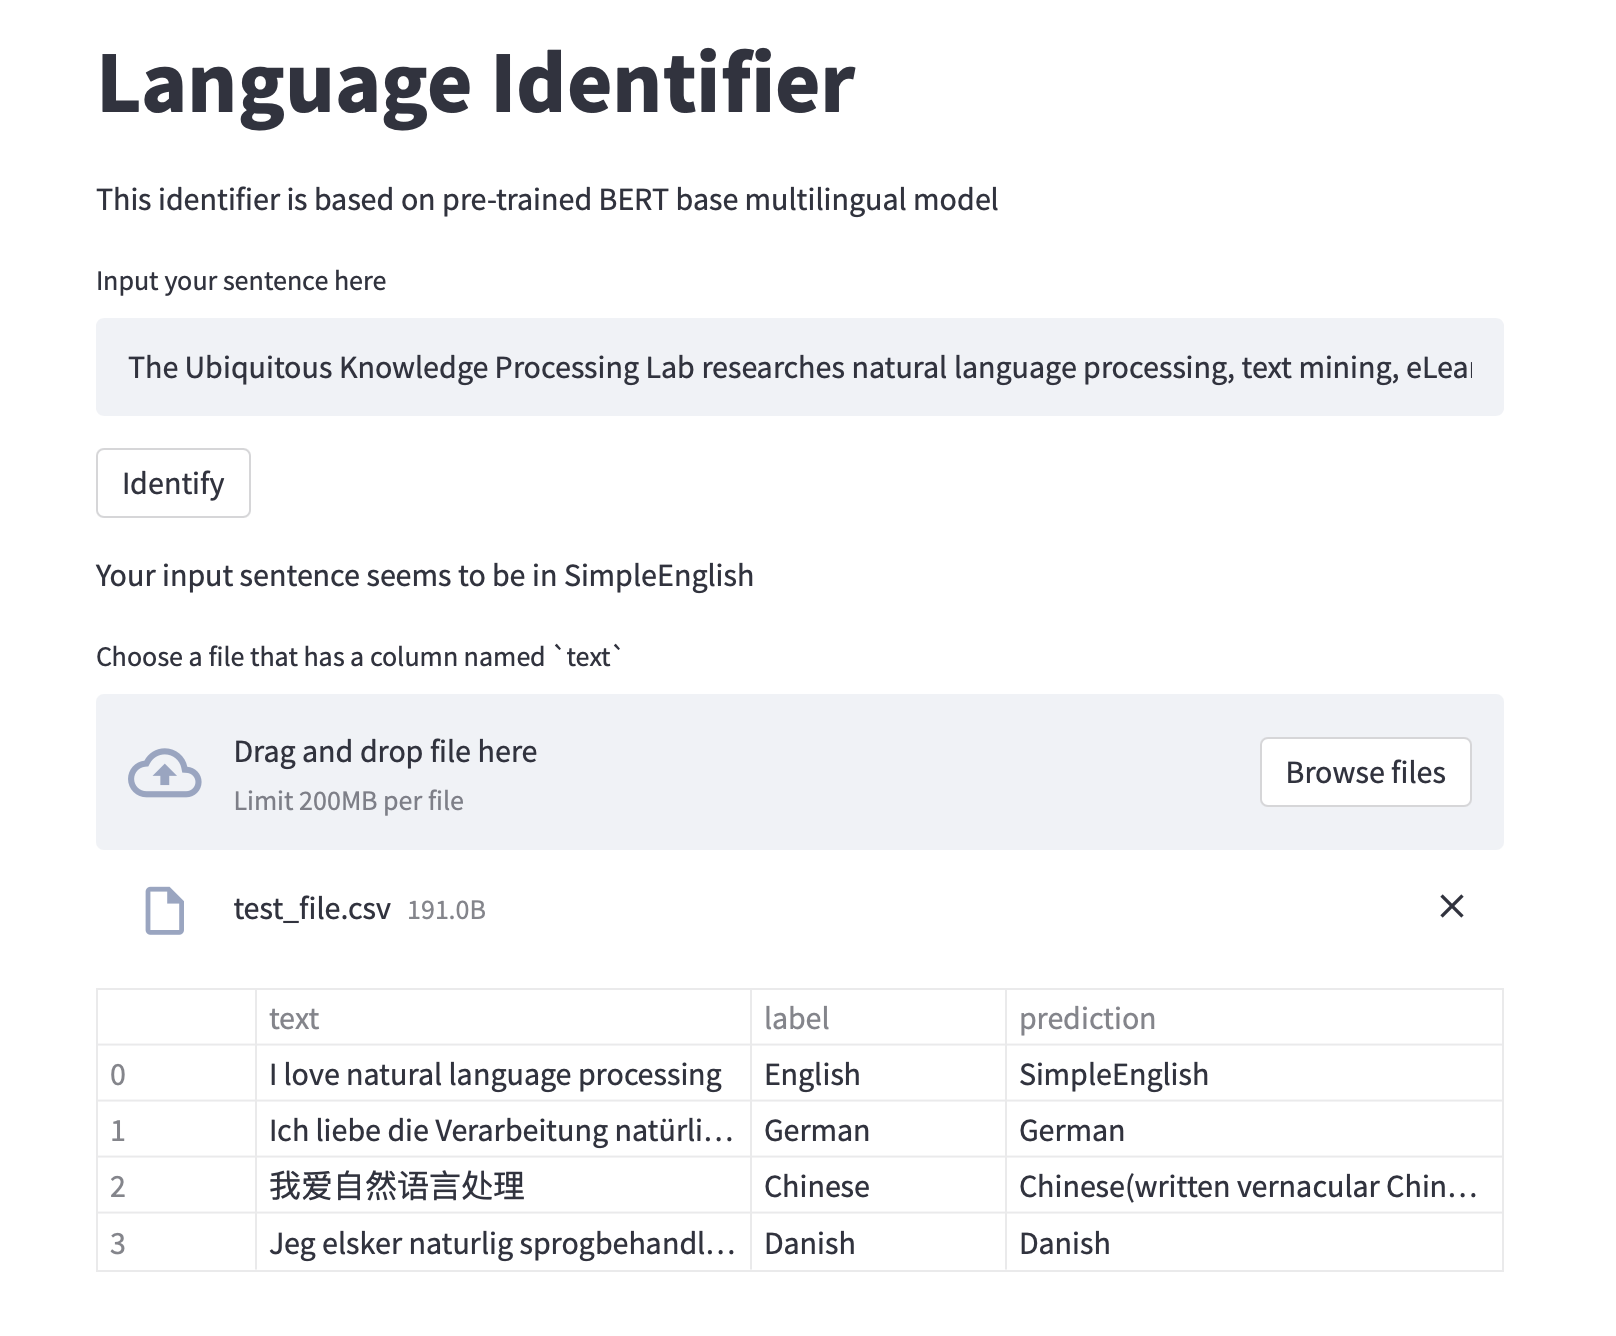 Language Identifier
This identifier is based on pre-trained BERT base multilingual model
Input your sentence here
The Ubiquitous Knowledge Processing Lab researches natural language processing, text mining, eLear
Identify
Your input sentence seems to be in SimpleEnglish
Choose a file that has a column named `text`
Drag and drop file here
Limit 200MB per file
Browse files
test_file.csv 191.0B
text label prediction
0 I love natural language processing English SimpleEnglish
1 Ich liebe die Verarbeitung natürli... German German
2 我爱自然语言处理 Chinese Chinese(written vernacular Chin...
3 Jeg elsker naturlig sprogbehandl... Danish Danish